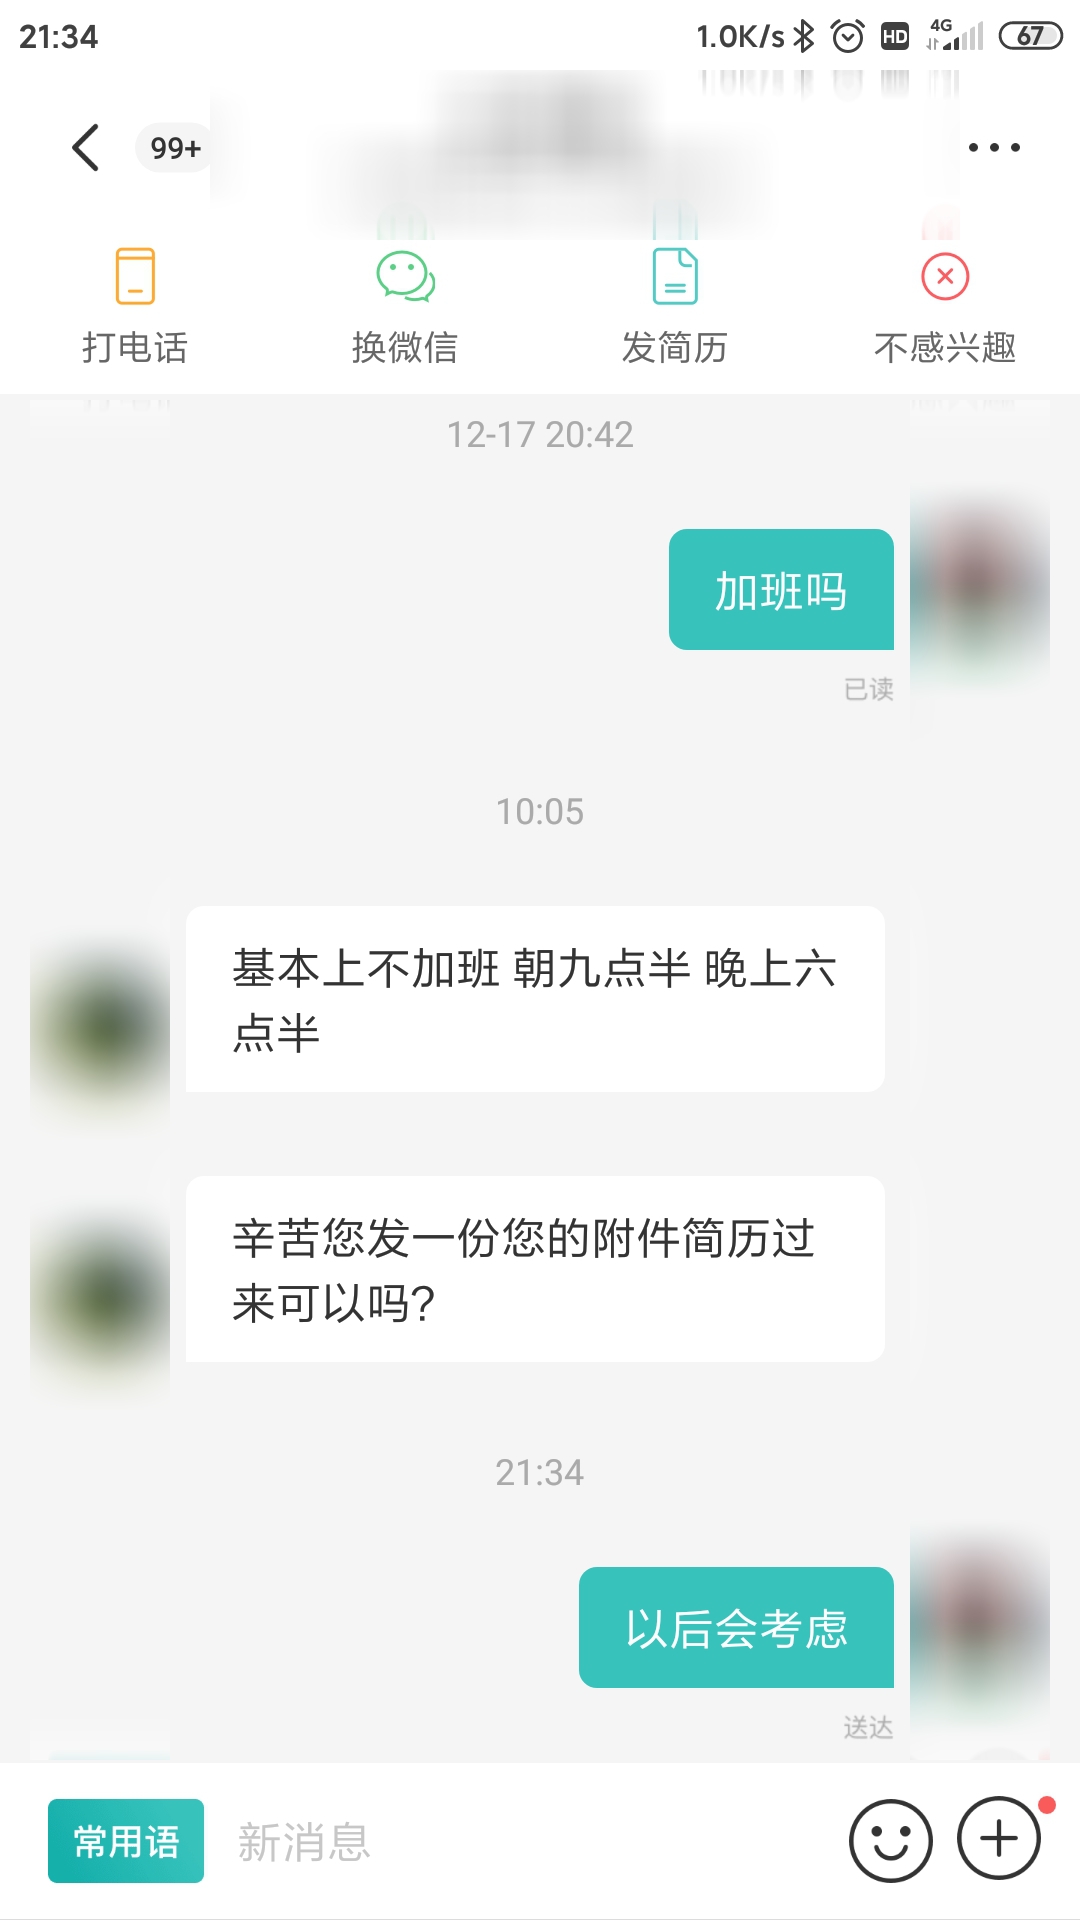 21:34
1.0K/s
HD
4G
67
99+
打电话
换微信
发简历
不感兴趣
12-17 20:42
加班吗
已读
10:05
基本上不加班 朝九点半 晚上六
点半
辛苦您发一份您的附件简历过
来可以吗?
21:34
以后会考虑
送达
常用语
新消息